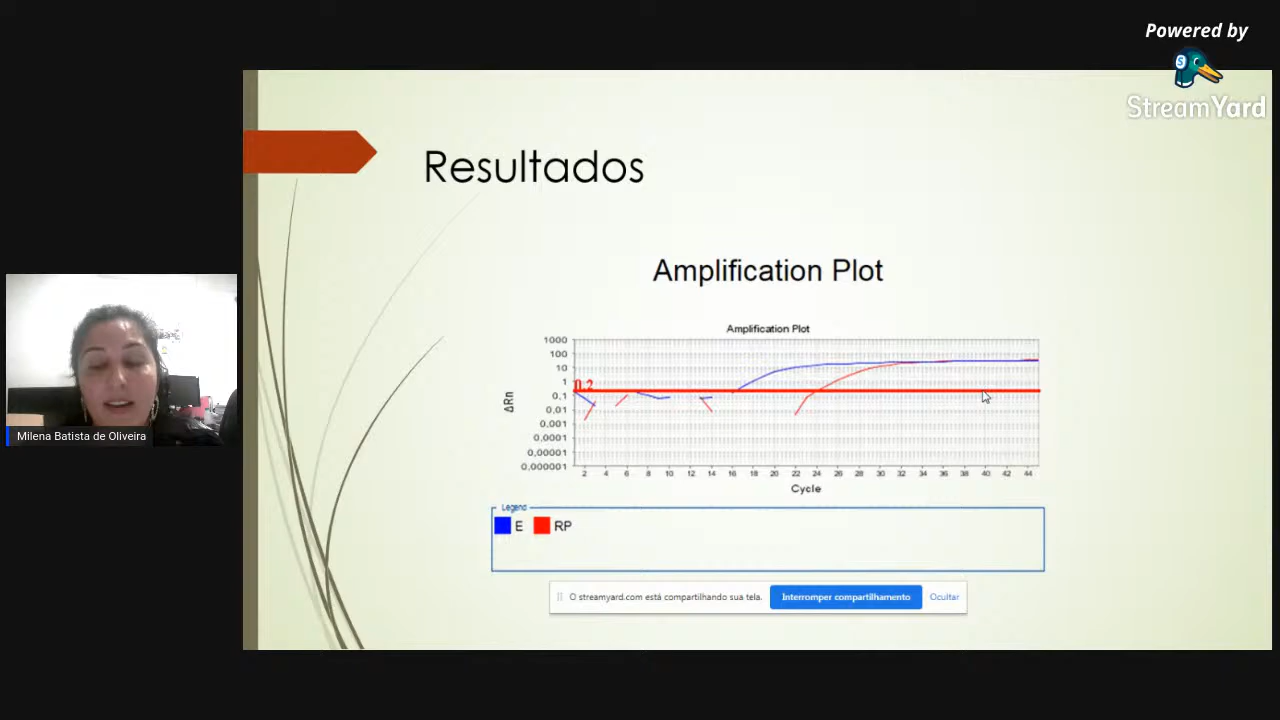 Powered by
StreamYard
Resultados
Amplification Plot
Amplification Plot
1000
100
10
1
0.2
0,1
0,01
0,001
0,0001
0,00001
0,000001
ΔRn
2 4 6 8 10 12 14 16 18 20 22 24 26 28 30 32 34 36 38 40 42 44
Cycle
Legend
E RP
O streamyard.com está compartilhando sua tela. Interromper compartilhamento Ocultar
Milena Batista de Oliveira